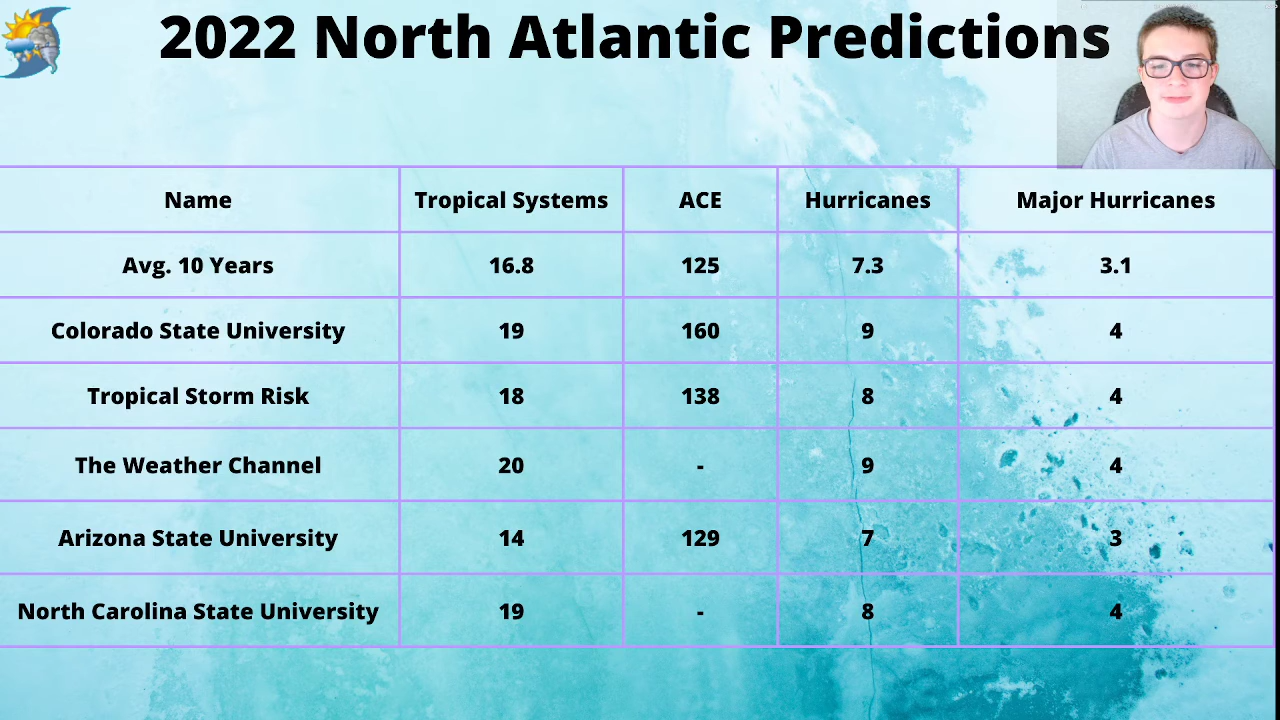 2022 North Atlantic Predictions
Name Tropical Systems ACE Hurricanes Major Hurricanes
Avg. 10 Years 16.8 125 7.3 3.1
Colorado State University 19 160 9 4
Tropical Storm Risk 18 138 8 4
The Weather Channel 20 - 9 4
Arizona State University 14 129 7 3
North Carolina State University 19 - 8 4